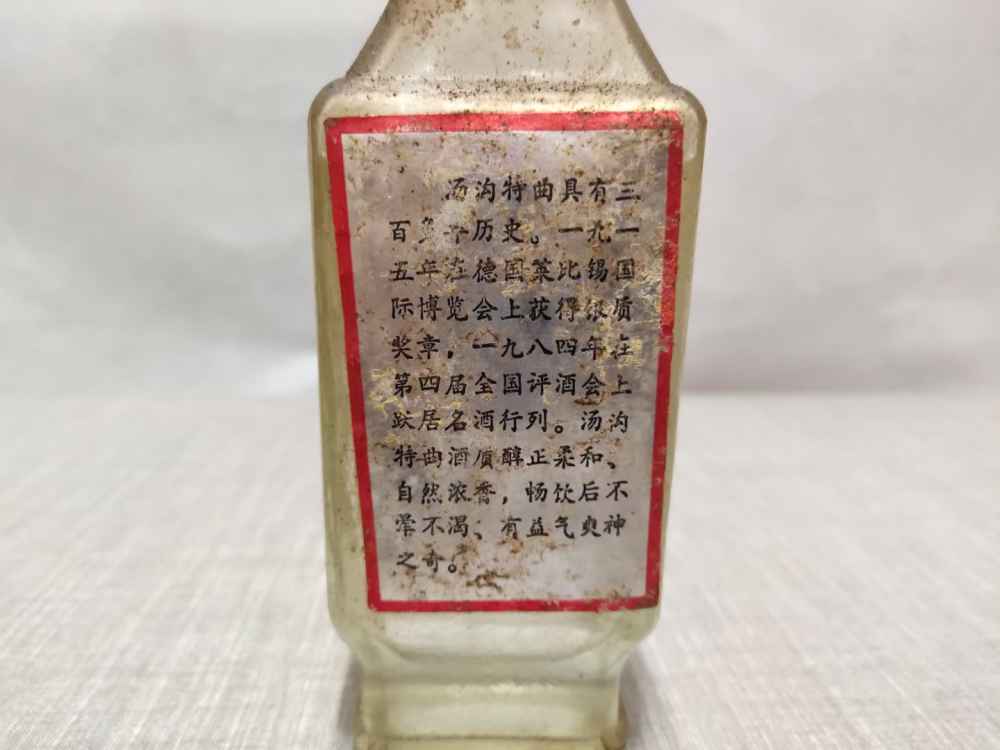 汤沟特曲具有三
百多年历史。一九一
五年在德国莱比锡国
际博览会上获得银质
奖章，一九八四年在
第四届全国评酒会上
跃居名酒行列。汤沟
特曲酒质醇正柔和、
自然浓香，畅饮后不
晕不渴、有益气爽神
之奇。